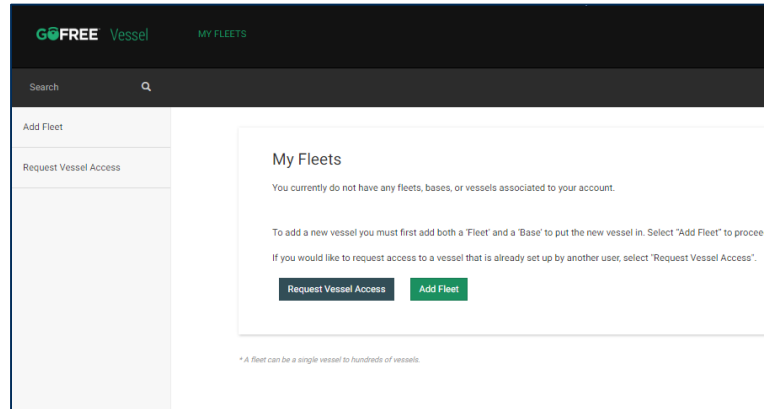 GOFREE Vessel
MY FLEETS
Search
Add Fleet
Request Vessel Access
My Fleets
You currently do not have any fleets, bases, or vessels associated to your account.
To add a new vessel you must first add both a 'Fleet' and a 'Base' to put the new vessel in. Select "Add Fleet" to procee
If you would like to request access to a vessel that is already set up by another user, select "Request Vessel Access".
Request Vessel Access
Add Fleet
* A fleet can be a single vessel to hundreds of vessels.